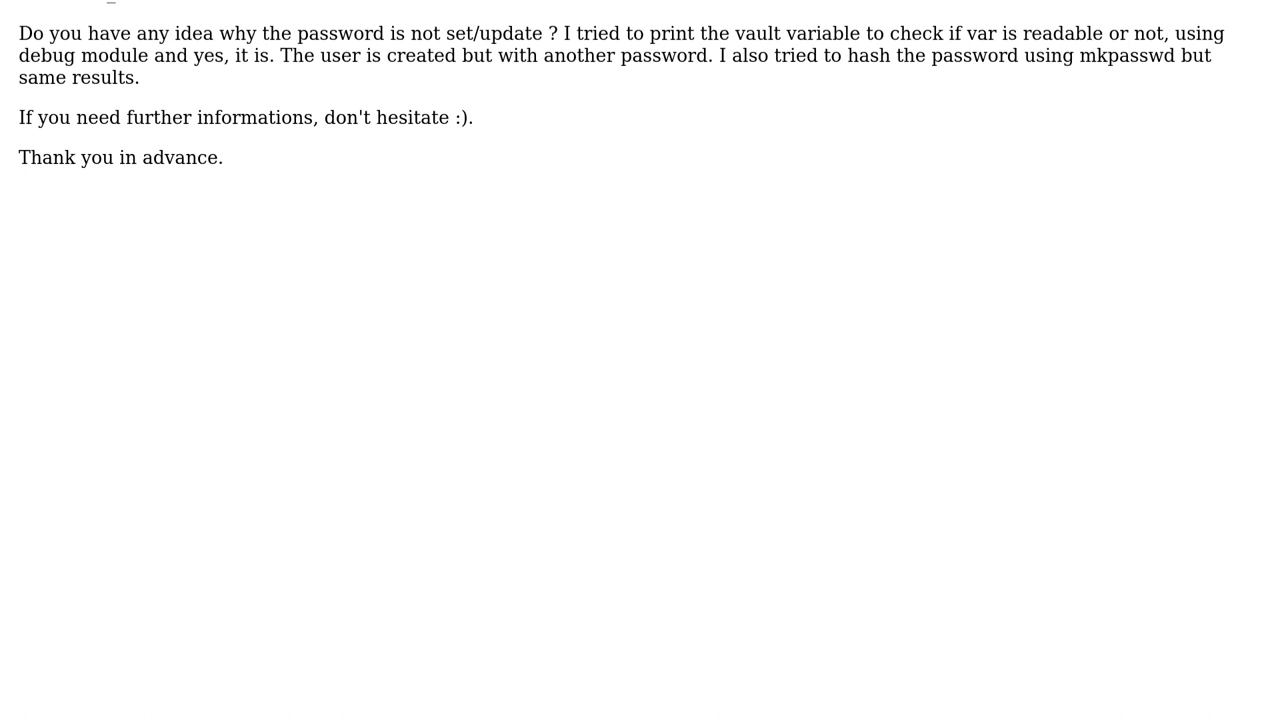 Do you have any idea why the password is not set/update ? I tried to print the vault variable to check if var is readable or not, using
debug module and yes, it is. The user is created but with another password. I also tried to hash the password using mkpasswd but
same results.
If you need further informations, don't hesitate :).
Thank you in advance.